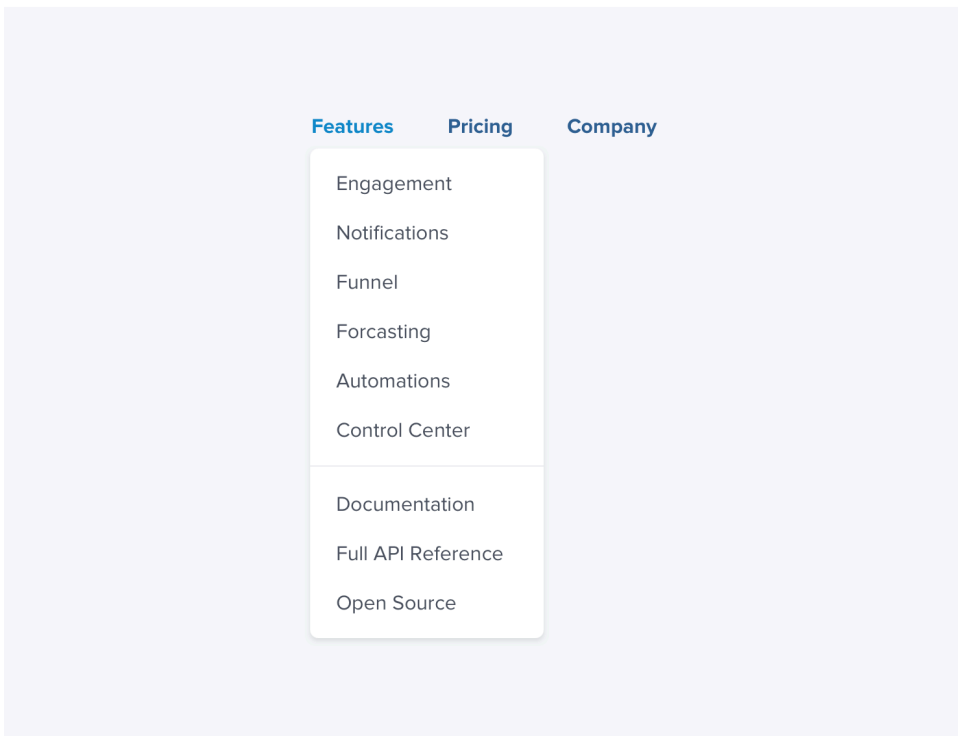 Features Pricing Company
Engagement
Notifications
Funnel
Forcasting
Automations
Control Center
Documentation
Full API Reference
Open Source